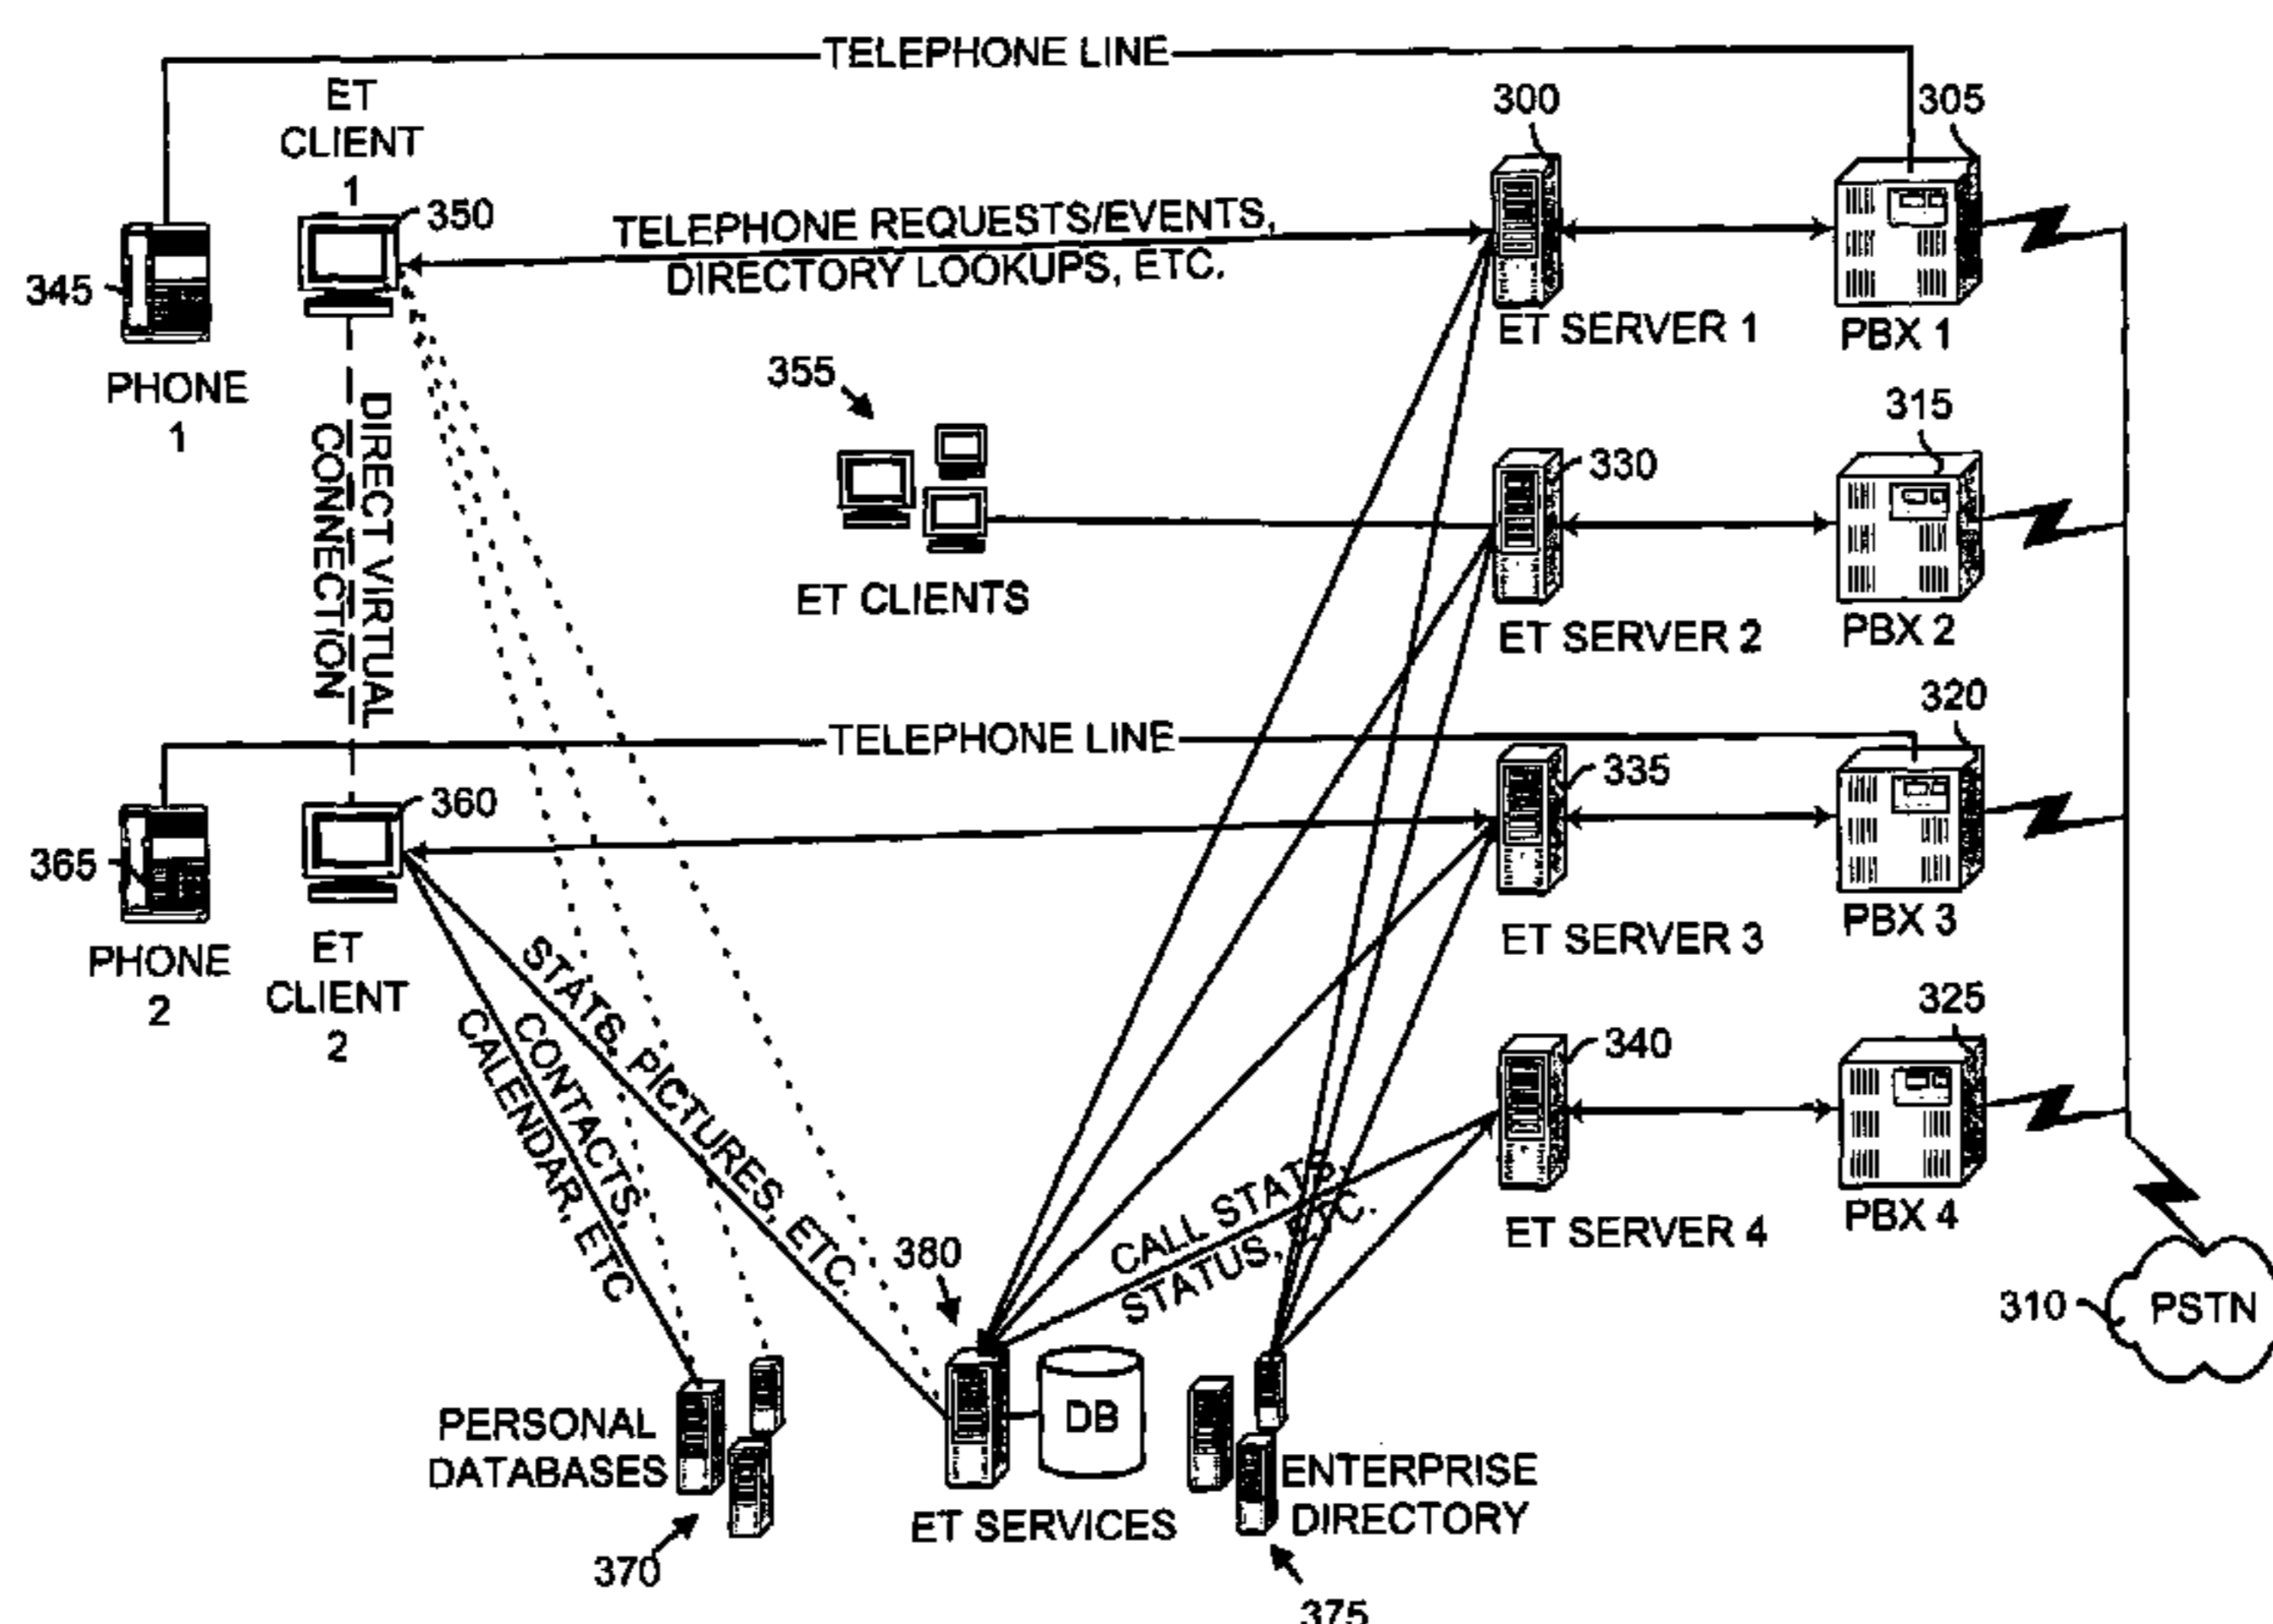 TELEPHONE LINE
ET
CLIENT
1
300
305
350
TELEPHONE REQUESTS/EVENTS,
DIRECTORY LOOKUPS, ETC.
345
ET SERVER 1
PBX 1
PHONE
1
355
315
DIRECT VIRTUAL
CONNECTION
330
ET CLIENTS
ET SERVER 2
PBX 2
320
TELEPHONE LINE
335
360
365
PHONE
2
ET
CLIENT
2
ET SERVER 3
PBX 3
325
STATS, PICTURES, ETC.
CONTACTS,
CALENDAR, ETC
340
CALL STATS,
STATUS, ETC.
ET SERVER 4
PBX 4
380
310
PSTN
PERSONAL
DATABASES
DB
ENTERPRISE
DIRECTORY
ET SERVICES
370
375